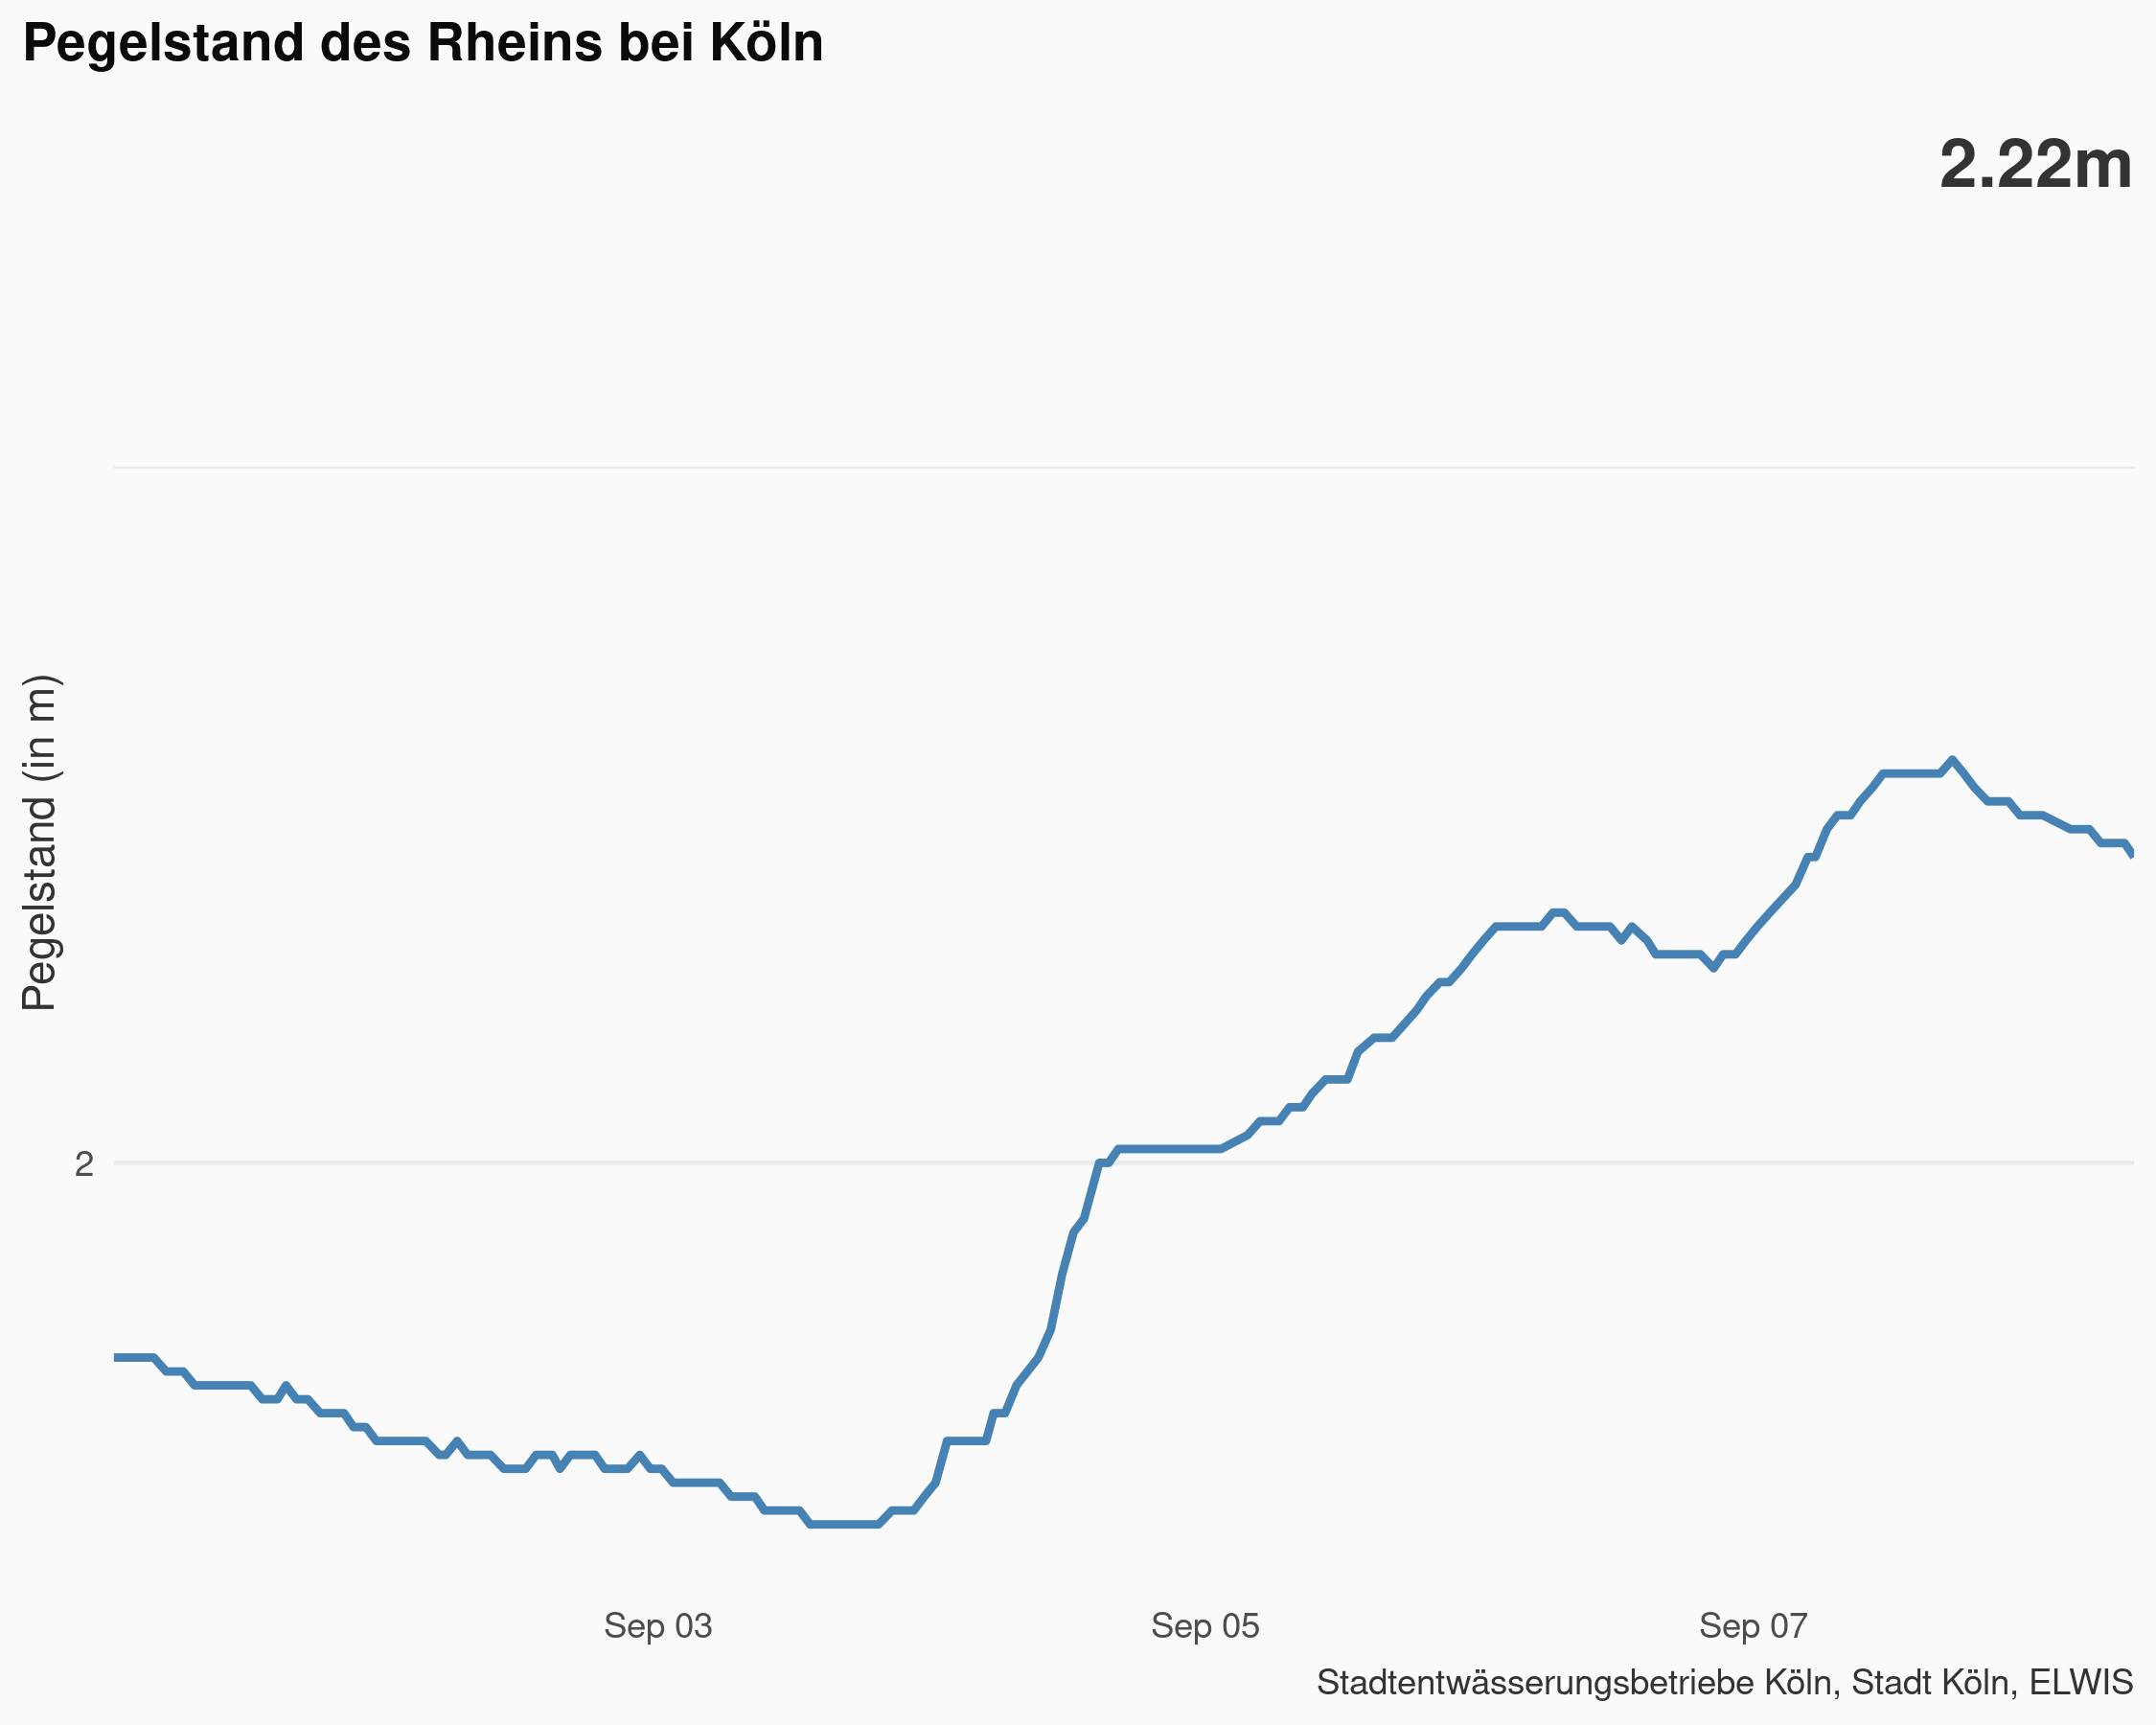 Pegelstand des Rheins bei Köln
2.22m
Pegelstand (in m)
2
Sep 03
Sep 05
Sep 07
Stadtentwässerungsbetriebe Köln, Stadt Köln, ELWIS